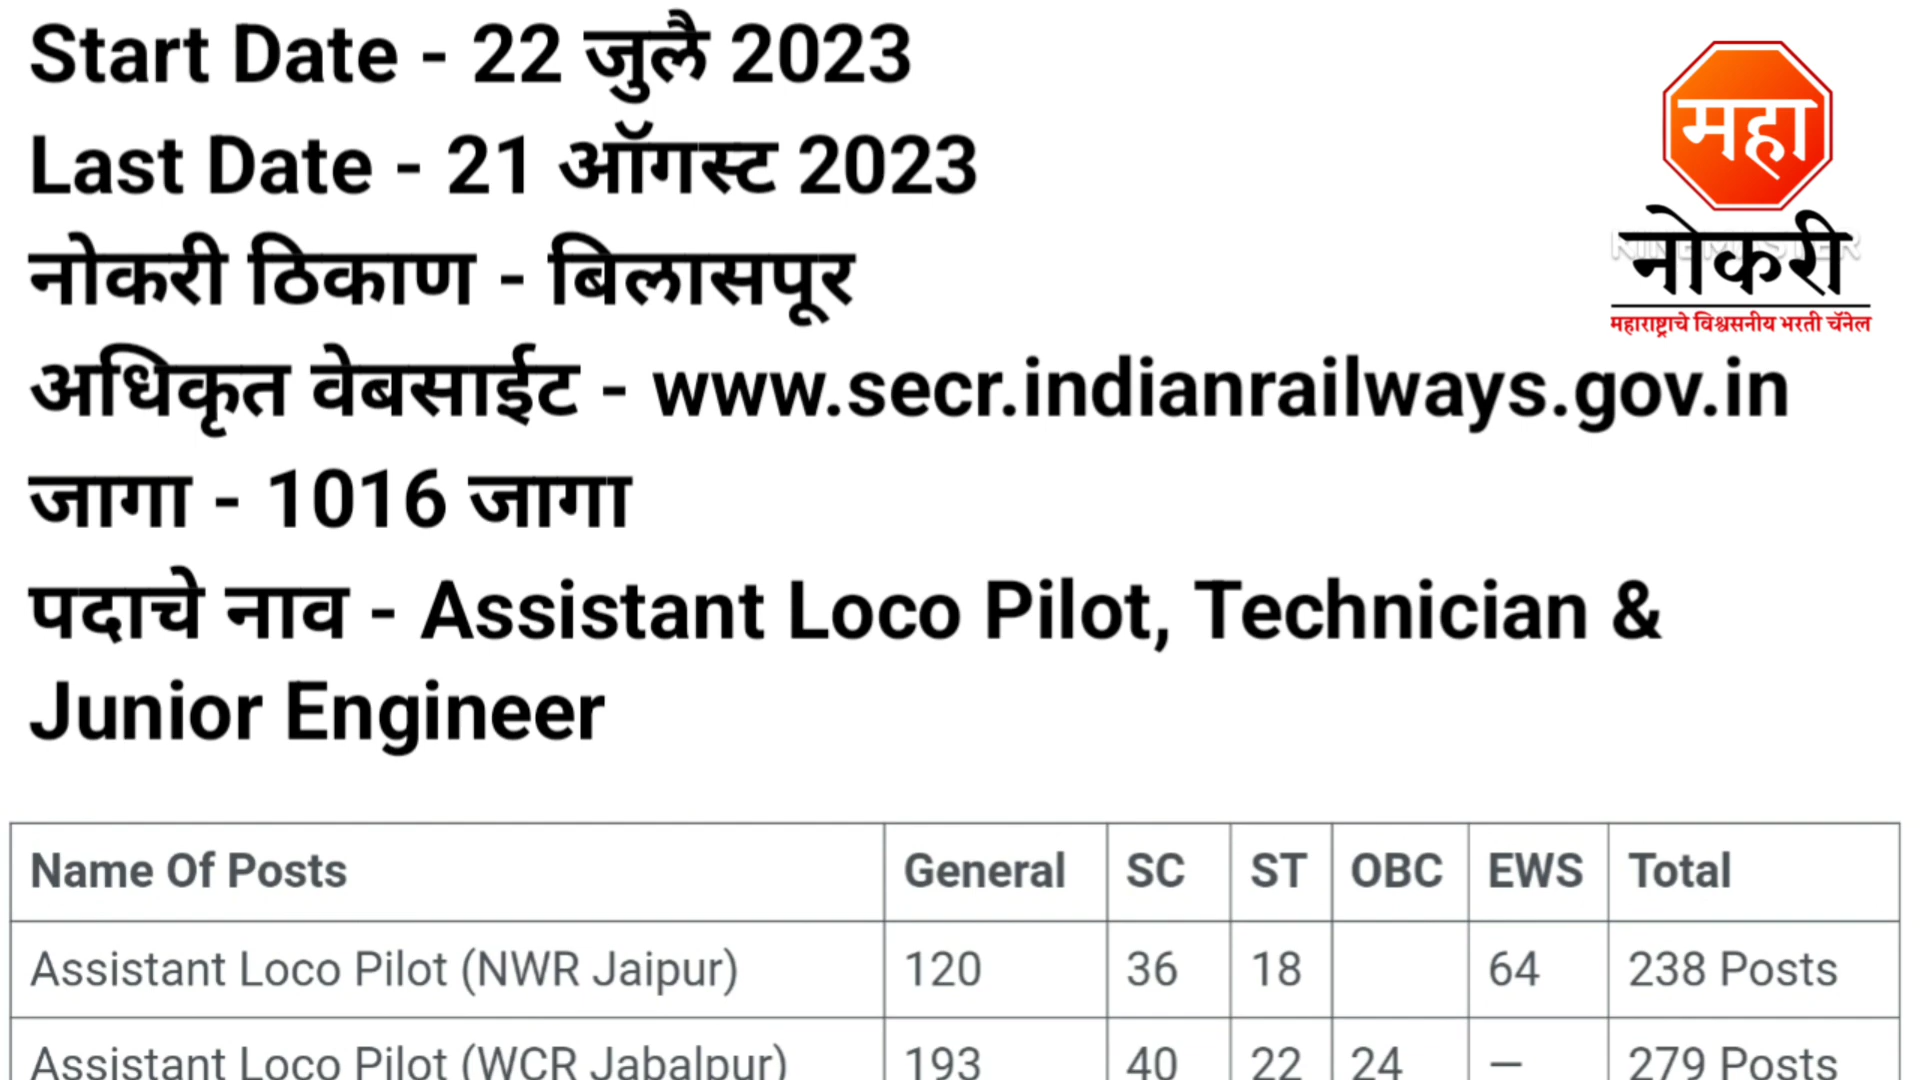 Start Date - 22 जुलै 2023
Last Date - 21 ऑगस्ट 2023
महा
नोकरी
महाराष्ट्राचे विश्वसनीय भरती चॅनेल
नोकरी ठिकाण - बिलासपूर
अधिकृत वेबसाईट - www.secr.indianrailways.gov.in
जागा - 1016 जागा
पदाचे नाव - Assistant Loco Pilot, Technician &
Junior Engineer
Name Of Posts General SC ST OBC EWS Total
Assistant Loco Pilot (NWR Jaipur) 120 36 18 64 238 Posts
Assistant Loco Pilot (WCR Jabalpur) 193 40 22 24 — 279 Posts